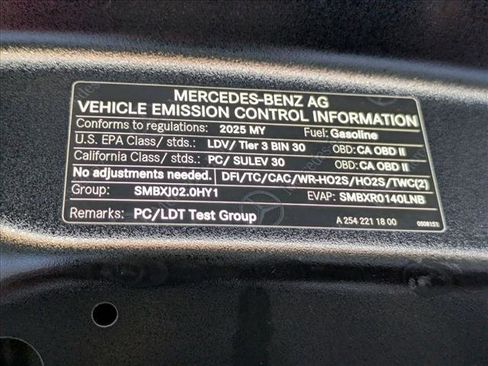 MERCEDES-BENZ AG
VEHICLE EMISSION CONTROL INFORMATION
Conforms to regulations: 2025 MY Fuel: Gasoline
U.S. EPA Class/ stds.: LDV/ Tier 3 BIN 30 OBD: CA OBD II
California Class/ stds.: PC/ SULEV 30 OBD: CA OBD II
No adjustments needed. DFI/TC/CAC/WR-HO2S/HO2S/TWC(2)
Group: SMBXJ02.0HY1 EVAP: SMBXR0140LNB
Remarks: PC/LDT Test Group A 254 221 18 00